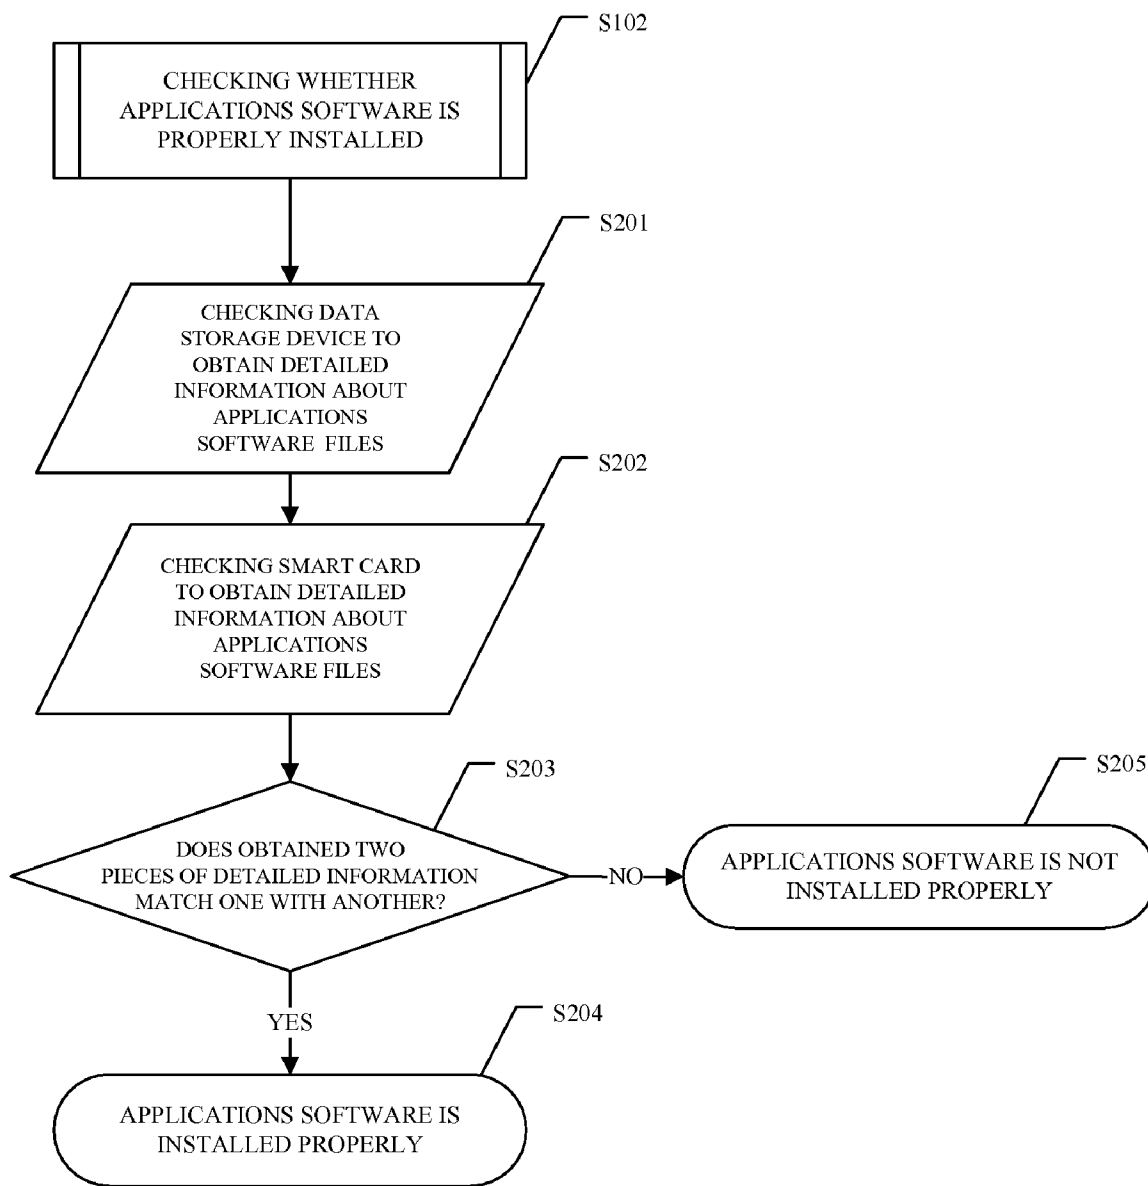 S102
CHECKING WHETHER
APPLICATIONS SOFTWARE IS
PROPERLY INSTALLED
S201
CHECKING DATA
STORAGE DEVICE TO
OBTAIN DETAILED
INFORMATION ABOUT
APPLICATIONS
SOFTWARE FILES
S202
CHECKING SMART CARD
TO OBTAIN DETAILED
INFORMATION ABOUT
APPLICATIONS
SOFTWARE FILES
S203
DOES OBTAINED TWO
PIECES OF DETAILED INFORMATION
MATCH ONE WITH ANOTHER?
NO
S205
APPLICATIONS SOFTWARE IS NOT
INSTALLED PROPERLY
YES
S204
APPLICATIONS SOFTWARE IS
INSTALLED PROPERLY